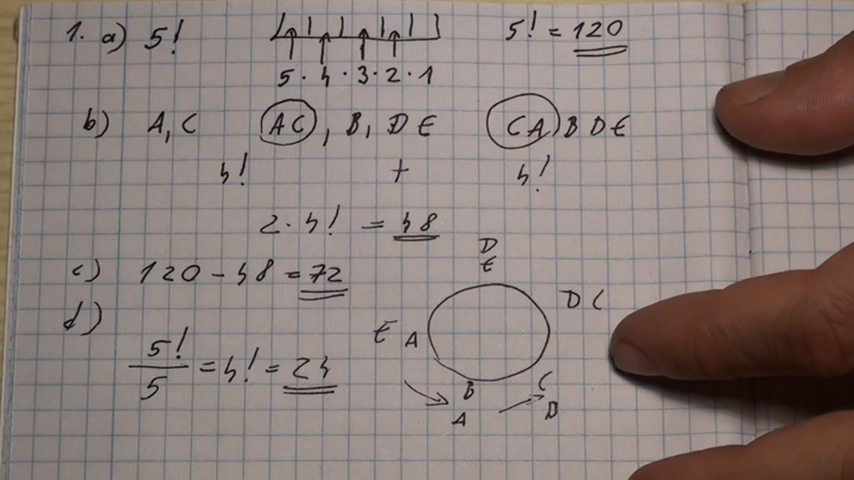 1. a) 5! 5! = 120
5 · 4 · 3 · 2 · 1
b) A, C AC, B, D E CA B D E
4! + 4!
2 · 4! = 48
c) 120 - 48 = 72
d)
5!/5 = 4! = 24
D
E
D C
E A
B C
A D